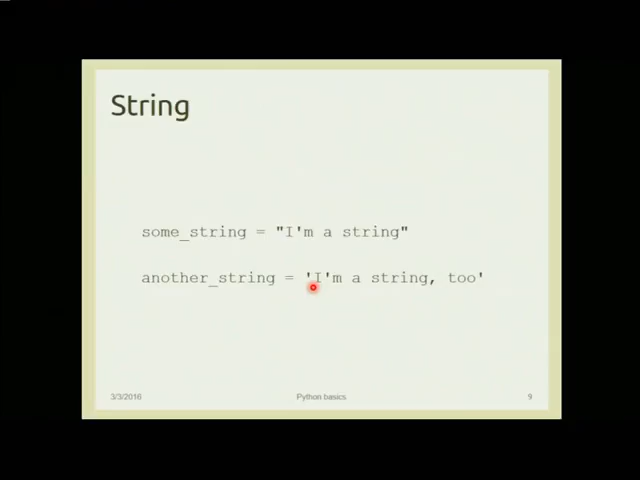 String
some_string = "I'm a string"
another_string = 'I'm a string, too'
3/3/2016
Python basics
9